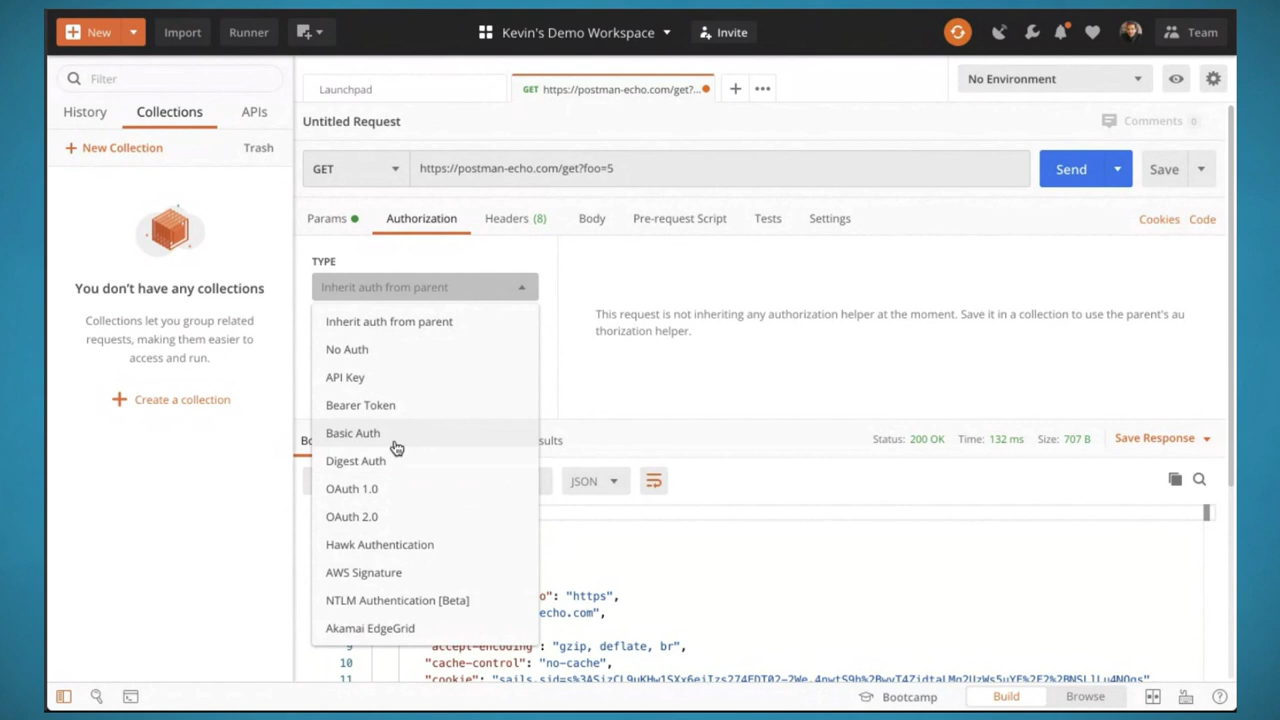 New
Import
Runner
Kevin's Demo Workspace
Invite
Team
Filter
Launchpad
GET https://postman-echo.com/get?...
No Environment
History
Collections
APIs
Untitled Request
Comments 0
New Collection
Trash
GET
https://postman-echo.com/get?foo=5
Send
Save
Params
Authorization
Headers (8)
Body
Pre-request Script
Tests
Settings
Cookies
Code
You don't have any collections
Collections let you group related
requests, making them easier to
access and run.
Create a collection
TYPE
Inherit auth from parent
This request is not inheriting any authorization helper at the moment. Save it in a collection to use the parent's au
thorization helper.
Inherit auth from parent
No Auth
API Key
Bearer Token
Basic Auth
Digest Auth
OAuth 1.0
OAuth 2.0
Hawk Authentication
AWS Signature
NTLM Authentication [Beta]
Akamai EdgeGrid
Bo
sults
Status: 200 OK
Time: 132 ms
Size: 707 B
Save Response
JSON
o": "https",
echo.com",
9 "accept-encoding": "gzip, deflate, br",
10 "cache-control": "no-cache",
11 "cookie":
Bootcamp
Build
Browse